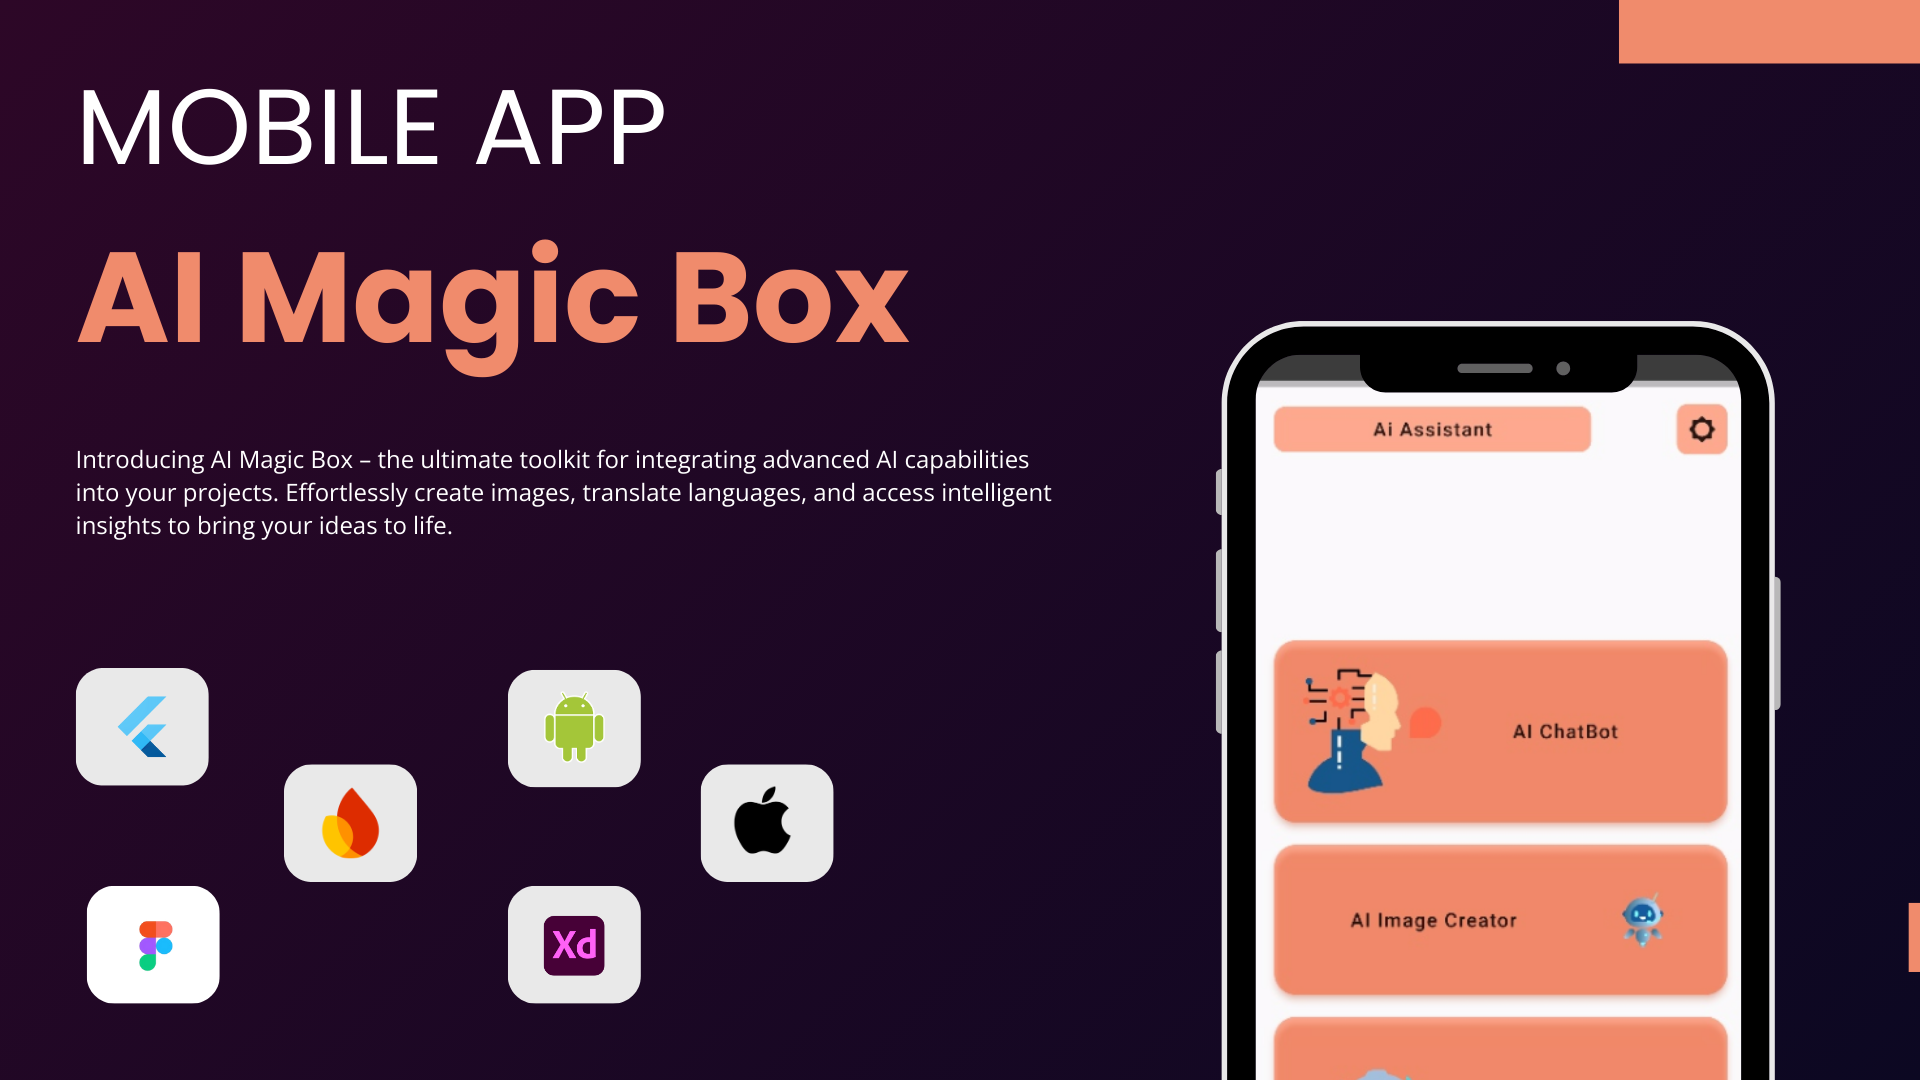 MOBILE APP
AI Magic Box
Introducing AI Magic Box – the ultimate toolkit for integrating advanced AI capabilities
into your projects. Effortlessly create images, translate languages, and access intelligent
insights to bring your ideas to life.
Xd
Ai Assistant
AI ChatBot
AI Image Creator